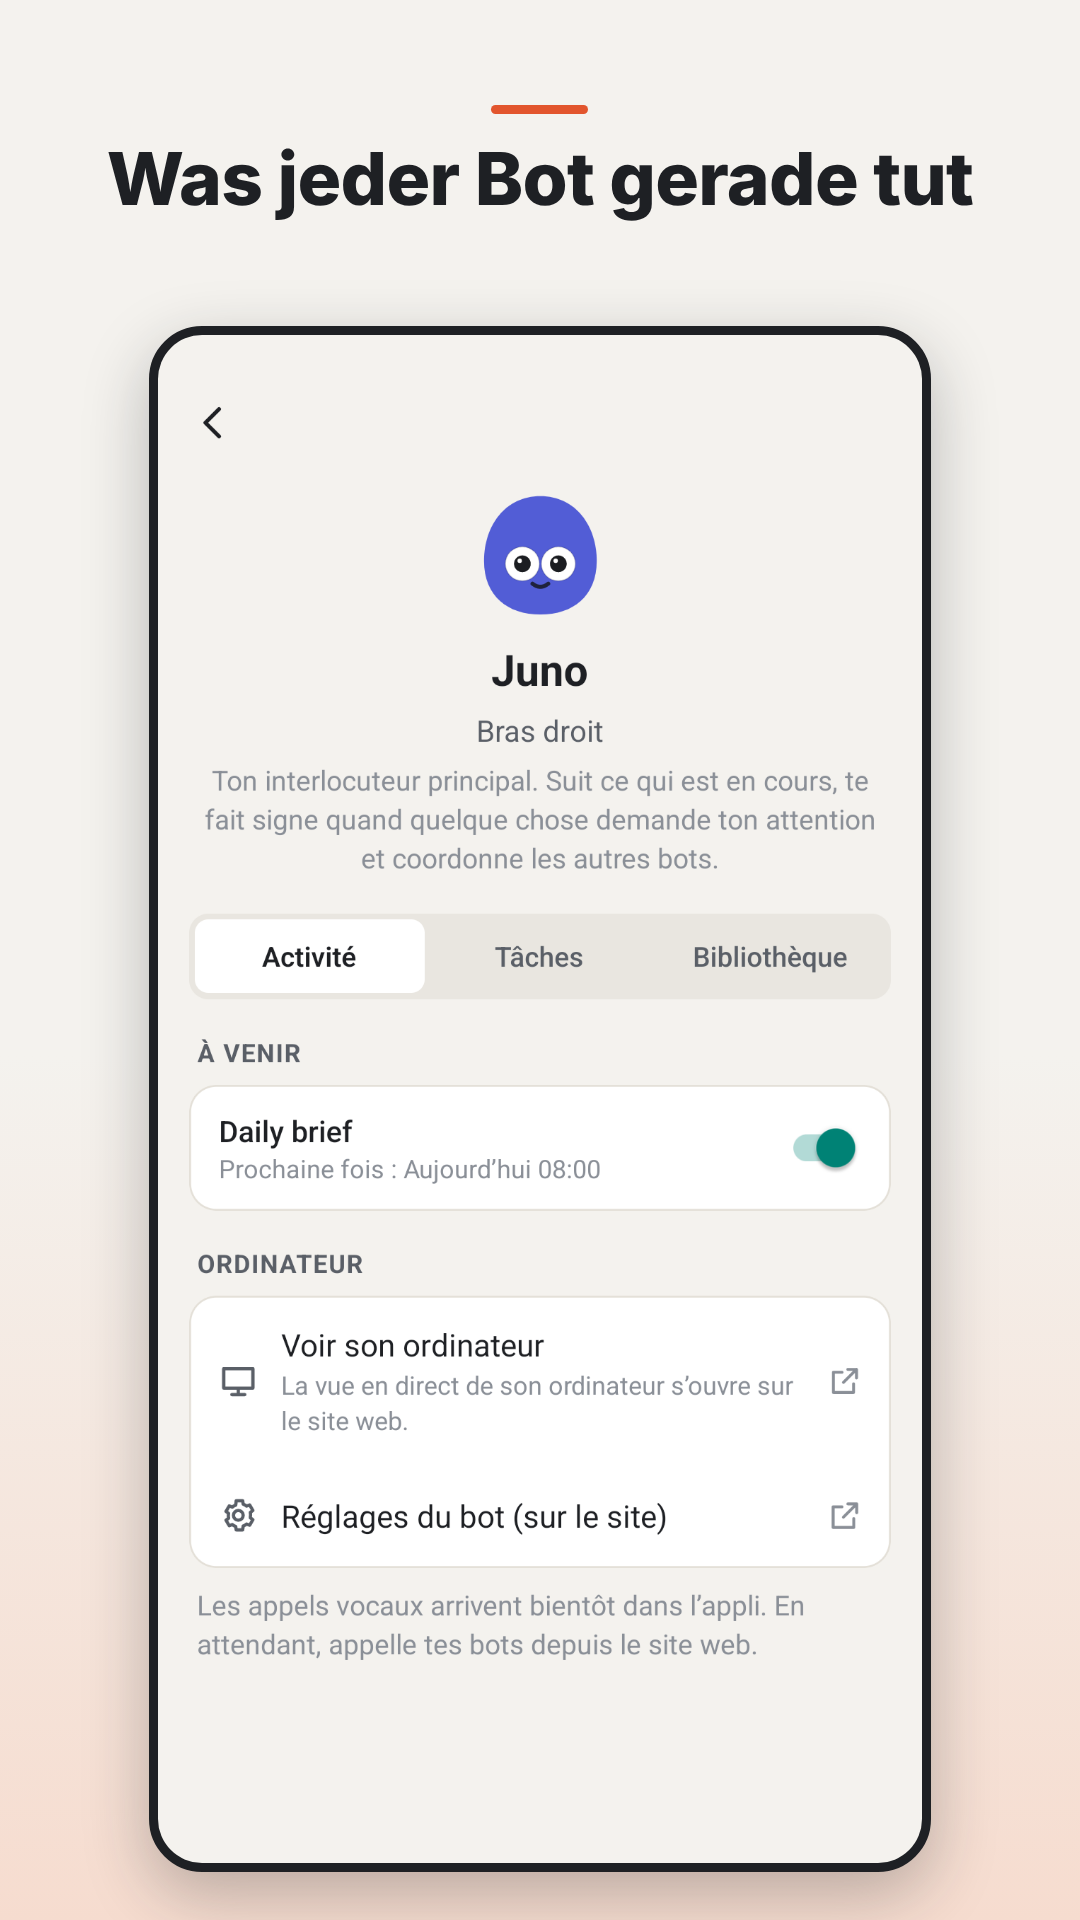 Was jeder Bot gerade tut
Juno
Bras droit
Ton interlocuteur principal. Suit ce qui est en cours, te
fait signe quand quelque chose demande ton attention
et coordonne les autres bots.
Activité
Tâches
Bibliothèque
À VENIR
Daily brief
Prochaine fois : Aujourd’hui 08:00
ORDINATEUR
Voir son ordinateur
La vue en direct de son ordinateur s’ouvre sur
le site web.
Réglages du bot (sur le site)
Les appels vocaux arrivent bientôt dans l’appli. En
attendant, appelle tes bots depuis le site web.